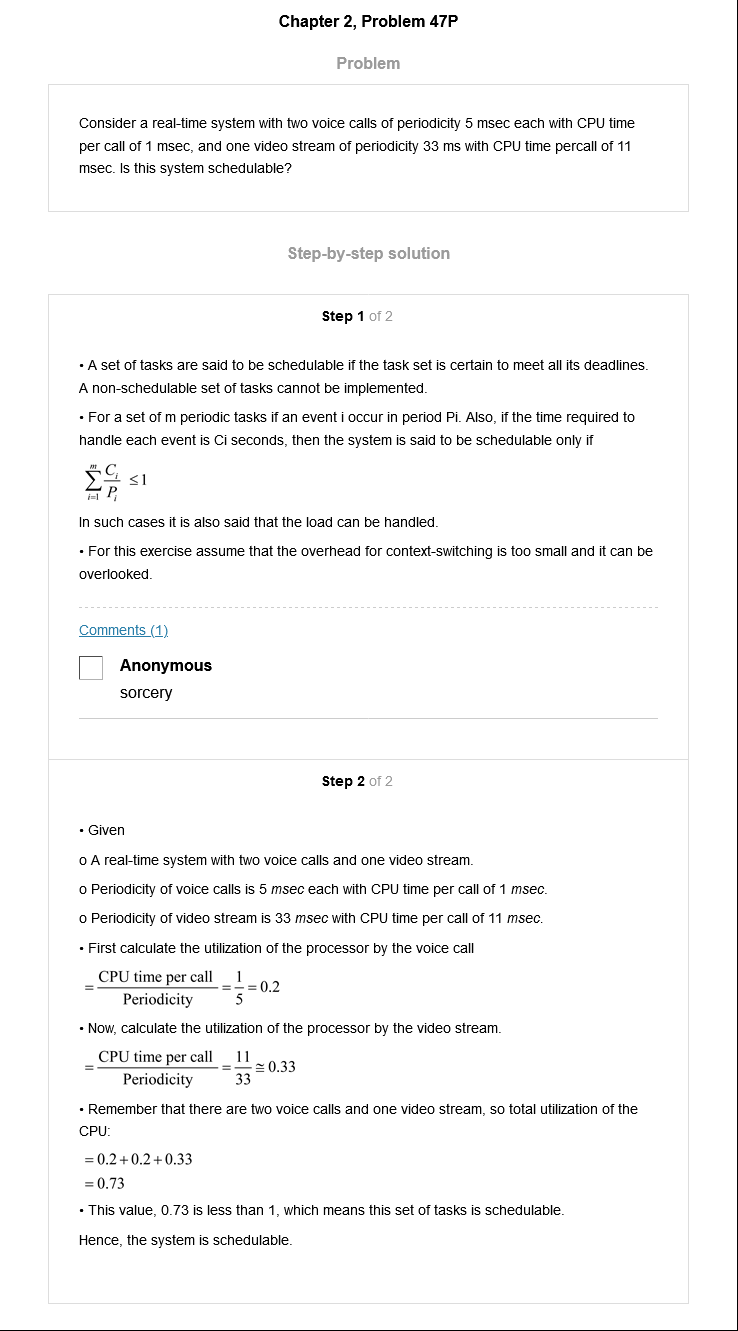 Chapter 2, Problem 47P
Problem
Consider a real-time system with two voice calls of periodicity 5 msec each with CPU time
per call of 1 msec, and one video stream of periodicity 33 ms with CPU time percall of 11
msec. Is this system schedulable?
Step-by-step solution
Step 1 of 2
• A set of tasks are said to be schedulable if the task set is certain to meet all its deadlines.
A non-schedulable set of tasks cannot be implemented.
• For a set of m periodic tasks if an event i occur in period Pi. Also, if the time required to
handle each event is Ci seconds, then the system is said to be schedulable only if
m
∑ C_i/P_i ≤ 1
i=1
In such cases it is also said that the load can be handled.
• For this exercise assume that the overhead for context-switching is too small and it can be
overlooked.
Comments (1)
Anonymous
sorcery
Step 2 of 2
• Given
o A real-time system with two voice calls and one video stream.
o Periodicity of voice calls is 5 msec each with CPU time per call of 1 msec.
o Periodicity of video stream is 33 msec with CPU time per call of 11 msec.
• First calculate the utilization of the processor by the voice call
= CPU time per call / Periodicity = 1/5 = 0.2
• Now, calculate the utilization of the processor by the video stream.
= CPU time per call / Periodicity = 11/33 ≅ 0.33
• Remember that there are two voice calls and one video stream, so total utilization of the
CPU:
= 0.2 + 0.2 + 0.33
= 0.73
• This value, 0.73 is less than 1, which means this set of tasks is schedulable.
Hence, the system is schedulable.